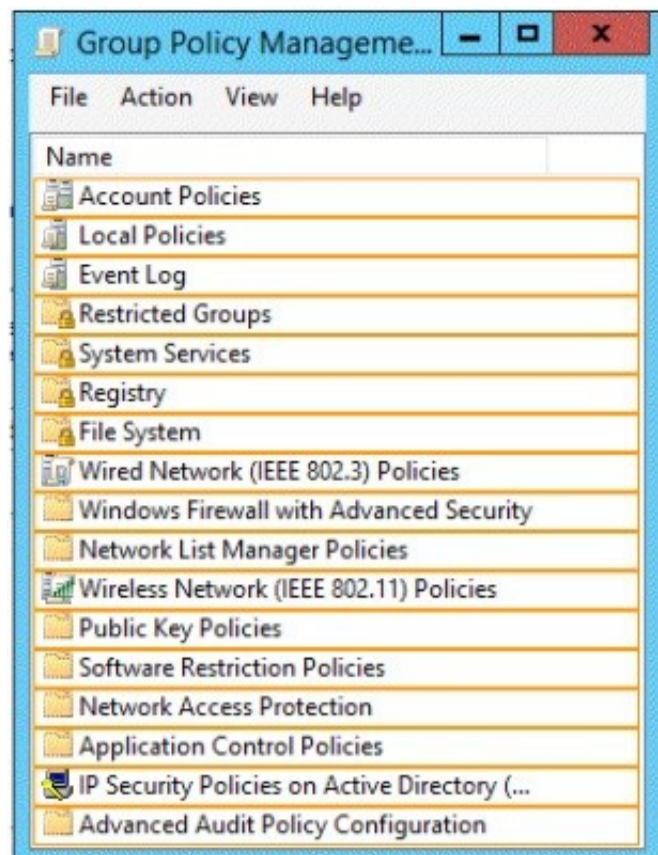 Group Policy Manageme...
File Action View Help
Name
Account Policies
Local Policies
Event Log
Restricted Groups
System Services
Registry
File System
Wired Network (IEEE 802.3) Policies
Windows Firewall with Advanced Security
Network List Manager Policies
Wireless Network (IEEE 802.11) Policies
Public Key Policies
Software Restriction Policies
Network Access Protection
Application Control Policies
IP Security Policies on Active Directory (...
Advanced Audit Policy Configuration